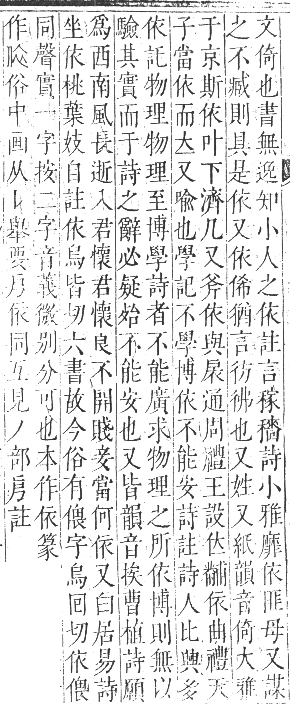 文倚也書無逸知小人之依註言稼穡詩小雅靡依匪母又謀
之不臧則具是依又依俙猶言彷彿也又姓又紙韻音倚大雅
于京斯依叶下濟几又斧依與扆通周禮王設依黼依曲禮天
子當依而立又喩也學記不學博依不能安詩註詩人比興多
依託物理物理至博學詩者不能廣求物理之所依博則無以
驗其實而于詩之辭必疑殆不能安也又皆韻音挨曹植詩願
爲西南風長逝入君懷君懷良不開賤妾當何依又白居易詩
坐依桃葉妓自註依烏皆切六書故今俗有偎字烏回切依偎
同聲實一字按二字音義微別分可也本作依篆
作俗中画从舉要依同互見丿部註